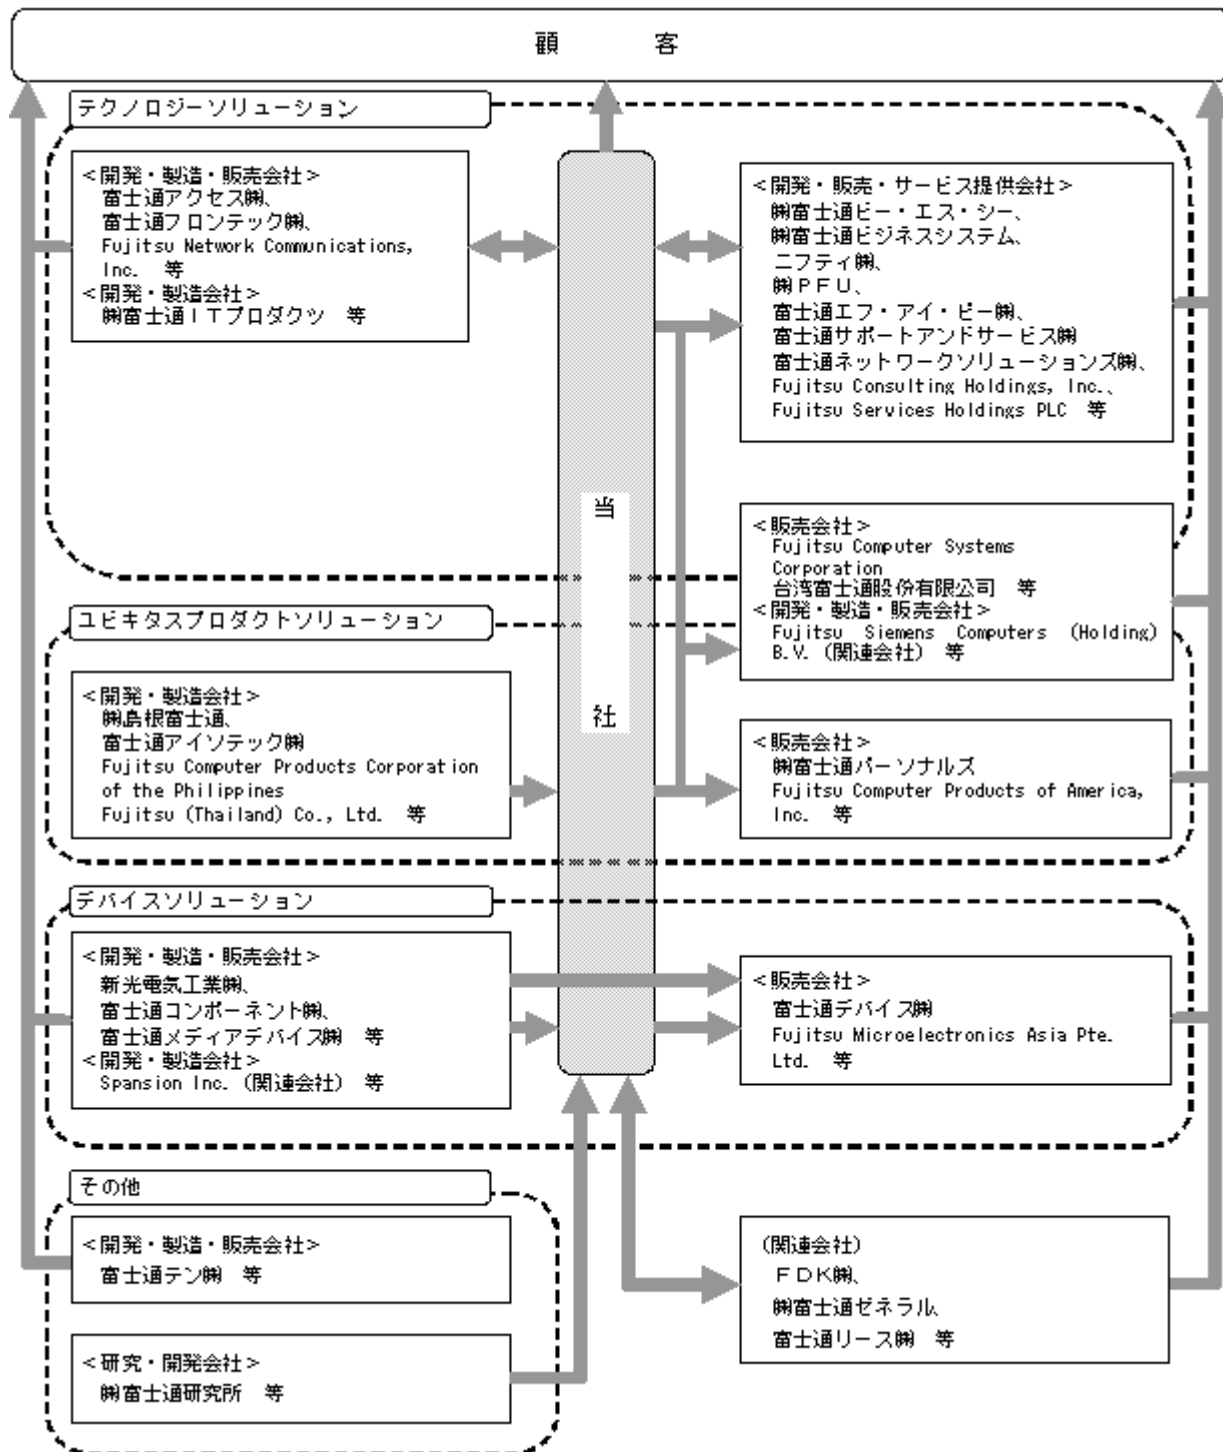 顧 客
テクノロジーソリューション
<開発・製造・販売会社>
富士通アクセス㈱、
富士通フロンテック㈱、
Fujitsu Network Communications,
Inc. 等
<開発・製造会社>
㈱富士通ITプロダクツ 等
<開発・販売・サービス提供会社>
㈱富士通ビー・エス・シー、
㈱富士通ビジネスシステム、
ニフティ㈱、
㈱PFU、
富士通エフ・アイ・ピー㈱、
富士通サポートアンドサービス㈱
富士通ネットワークソリューションズ㈱、
Fujitsu Consulting Holdings, Inc.、
Fujitsu Services Holdings PLC 等
当
社
<販売会社>
Fujitsu Computer Systems
Corporation
台湾富士通股份有限公司 等
<開発・製造・販売会社>
Fujitsu Siemens Computers (Holding)
B.V. (関連会社) 等
ユビキタスプロダクトソリューション
<開発・製造会社>
㈱島根富士通、
富士通アイソテック㈱
Fujitsu Computer Products Corporation
of the Philippines
Fujitsu (Thailand) Co., Ltd. 等
<販売会社>
㈱富士通パーソナルズ
Fujitsu Computer Products of America,
Inc. 等
デバイスソリューション
<開発・製造・販売会社>
新光電気工業㈱、
富士通コンポーネント㈱、
富士通メディアデバイス㈱ 等
<開発・製造会社>
Spansion Inc. (関連会社) 等
<販売会社>
富士通デバイス㈱
Fujitsu Microelectronics Asia Pte.
Ltd. 等
その他
<開発・製造・販売会社>
富士通テン㈱ 等
<研究・開発会社>
㈱富士通研究所 等
(関連会社)
FDK㈱、
㈱富士通ゼネラル、
富士通リース㈱ 等